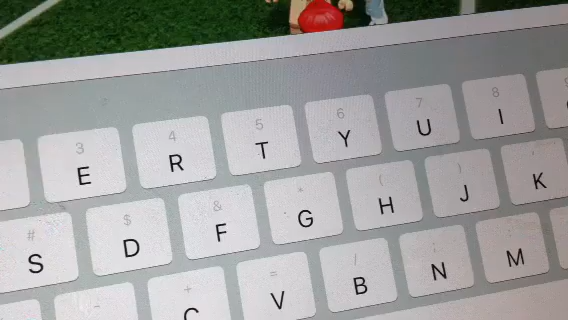 3 4 5 6 7 8
E R T Y U I
# $ & * ( )
S D F G H J K
- + = / ; :
C V B N M